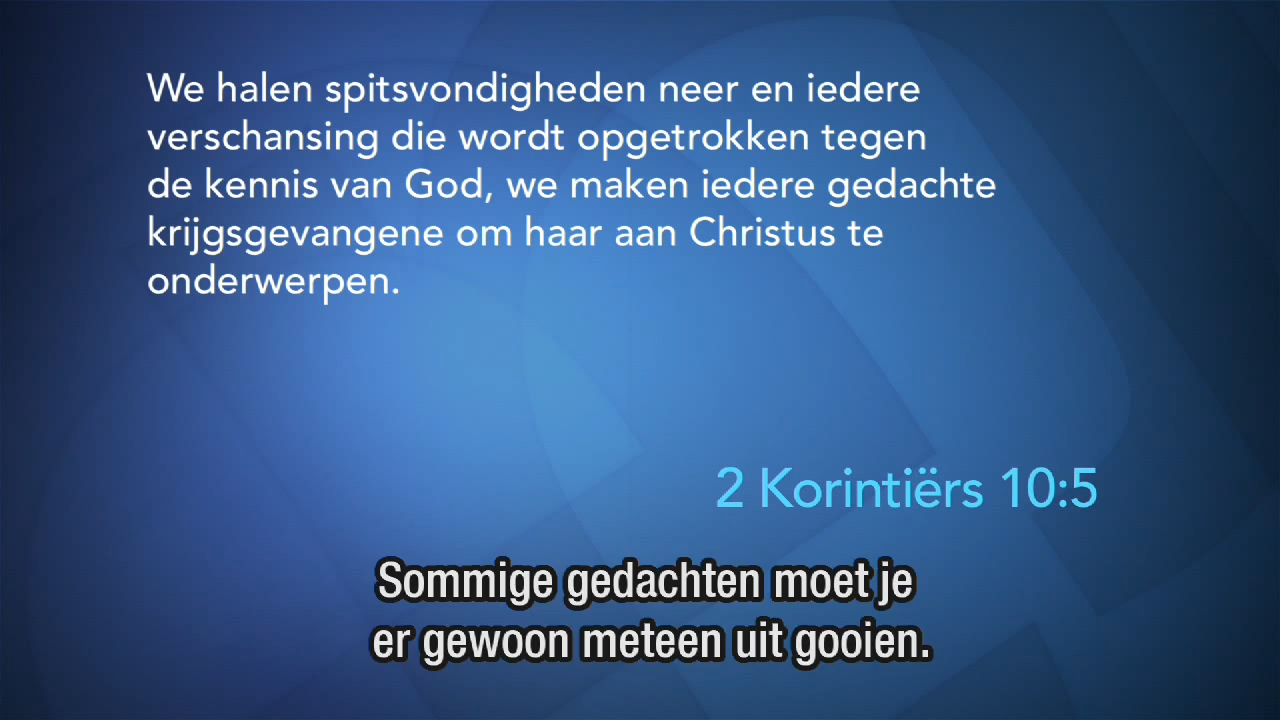 We halen spitsvondigheden neer en iedere
verschansing die wordt opgetrokken tegen
de kennis van God, we maken iedere gedachte
krijgsgevangene om haar aan Christus te
onderwerpen.
2 Korintiërs 10:5
Sommige gedachten moet je
er gewoon meteen uit gooien.